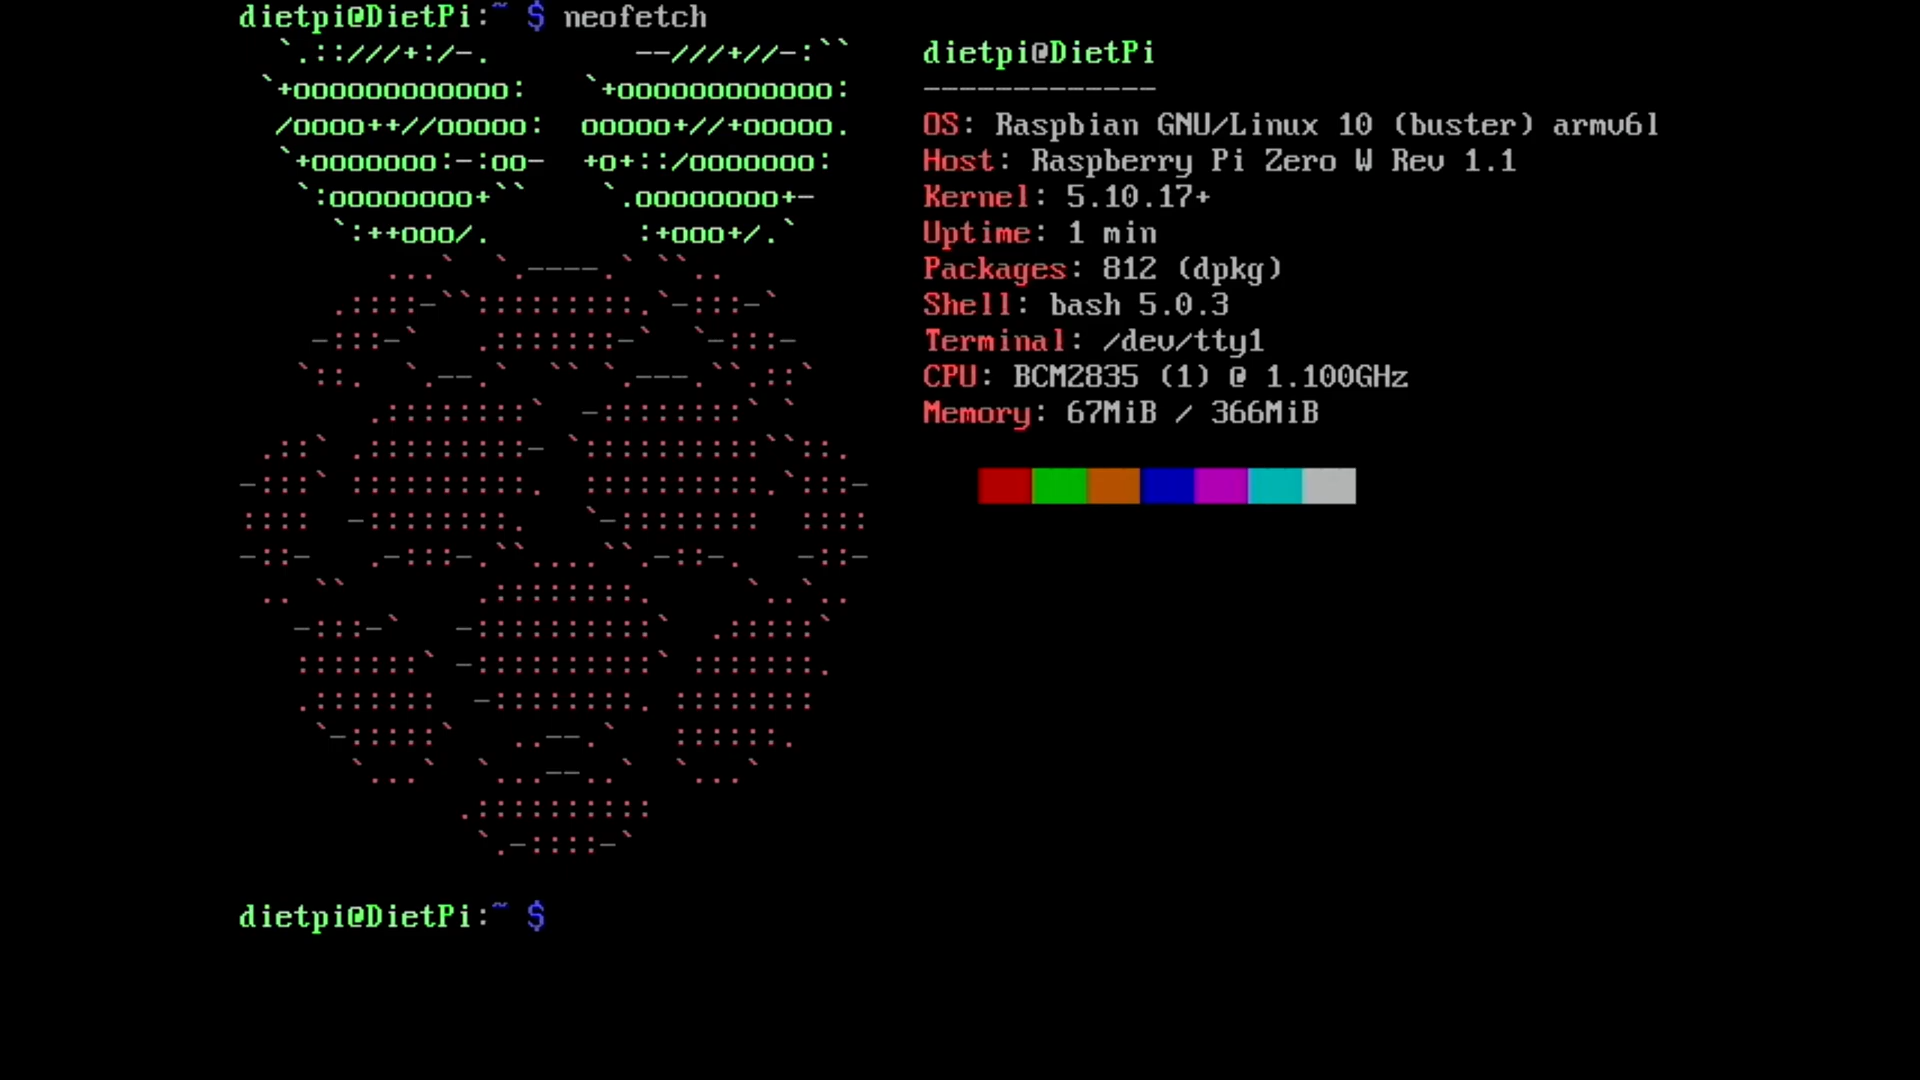 dietpi@DietPi:~ $ neofetch
dietpi@DietPi
-------------
OS: Raspbian GNU/Linux 10 (buster) armv6l
Host: Raspberry Pi Zero W Rev 1.1
Kernel: 5.10.17+
Uptime: 1 min
Packages: 812 (dpkg)
Shell: bash 5.0.3
Terminal: /dev/tty1
CPU: BCM2835 (1) @ 1.100GHz
Memory: 67MiB / 366MiB
dietpi@DietPi:~ $